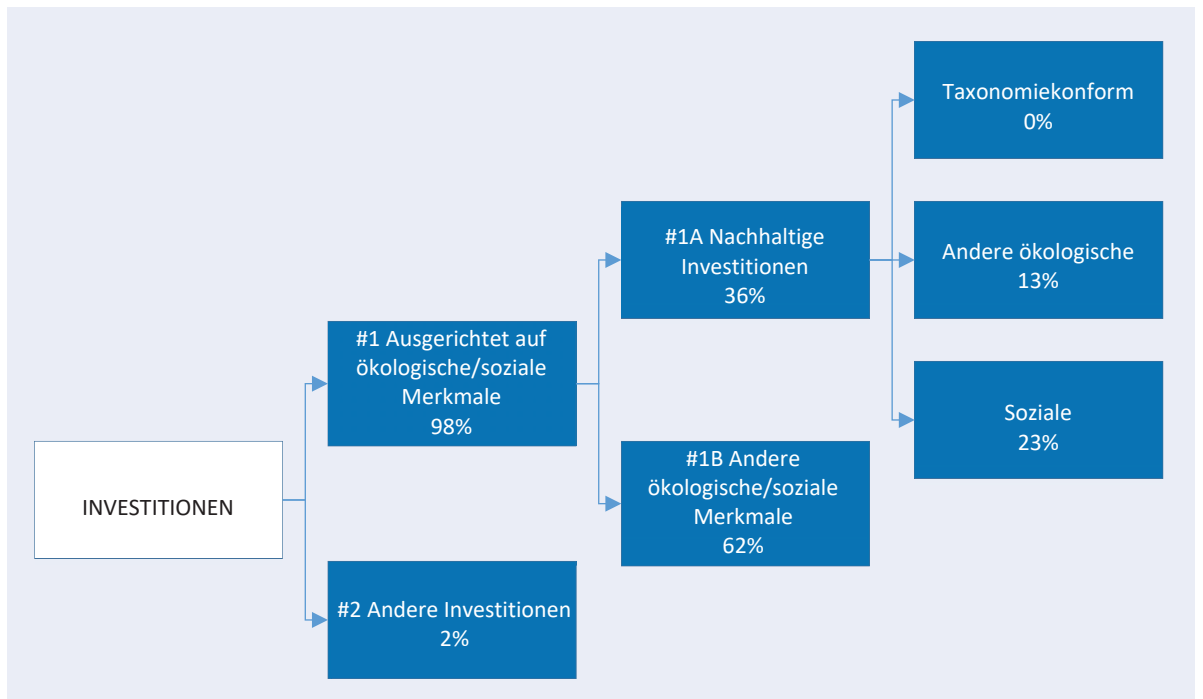 INVESTITIONEN
#1 Ausgerichtet auf
ökologische/soziale
Merkmale
98%
#2 Andere Investitionen
2%
#1A Nachhaltige
Investitionen
36%
#1B Andere
ökologische/soziale
Merkmale
62%
Taxonomiekonform
0%
Andere ökologische
13%
Soziale
23%